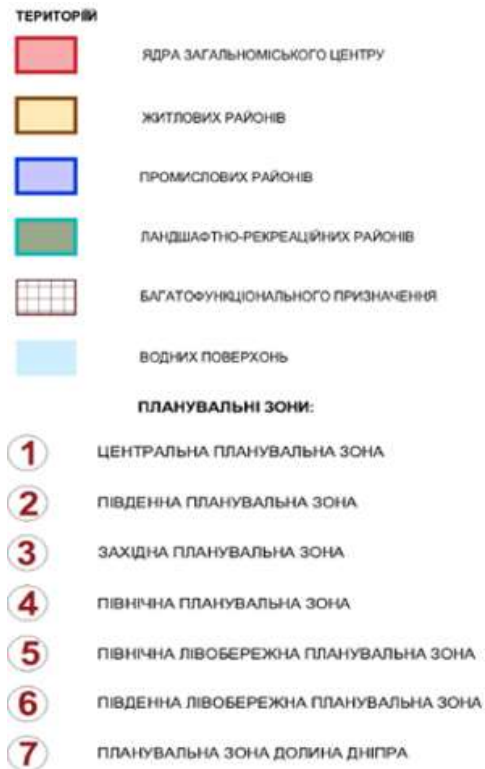 ТЕРИТОРІЙ
ЯДРА ЗАГАЛЬНОМІСЬКОГО ЦЕНТРУ
ЖИТЛОВИХ РАЙОНІВ
ПРОМИСЛОВИХ РАЙОНІВ
ЛАНДШАФТНО-РЕКРЕАЦІЙНИХ РАЙОНІВ
БАГАТОФУНКЦІОНАЛЬНОГО ПРИЗНАЧЕННЯ
ВОДНИХ ПОВЕРХОНЬ
ПЛАНУВАЛЬНІ ЗОНИ:
1 ЦЕНТРАЛЬНА ПЛАНУВАЛЬНА ЗОНА
2 ПІВДЕННА ПЛАНУВАЛЬНА ЗОНА
3 ЗАХІДНА ПЛАНУВАЛЬНА ЗОНА
4 ПІВНІЧНА ПЛАНУВАЛЬНА ЗОНА
5 ПІВНІЧНА ЛІВОБЕРЕЖНА ПЛАНУВАЛЬНА ЗОНА
6 ПІВДЕННА ЛІВОБЕРЕЖНА ПЛАНУВАЛЬНА ЗОНА
7 ПЛАНУВАЛЬНА ЗОНА ДОЛИНА ДНІПРА